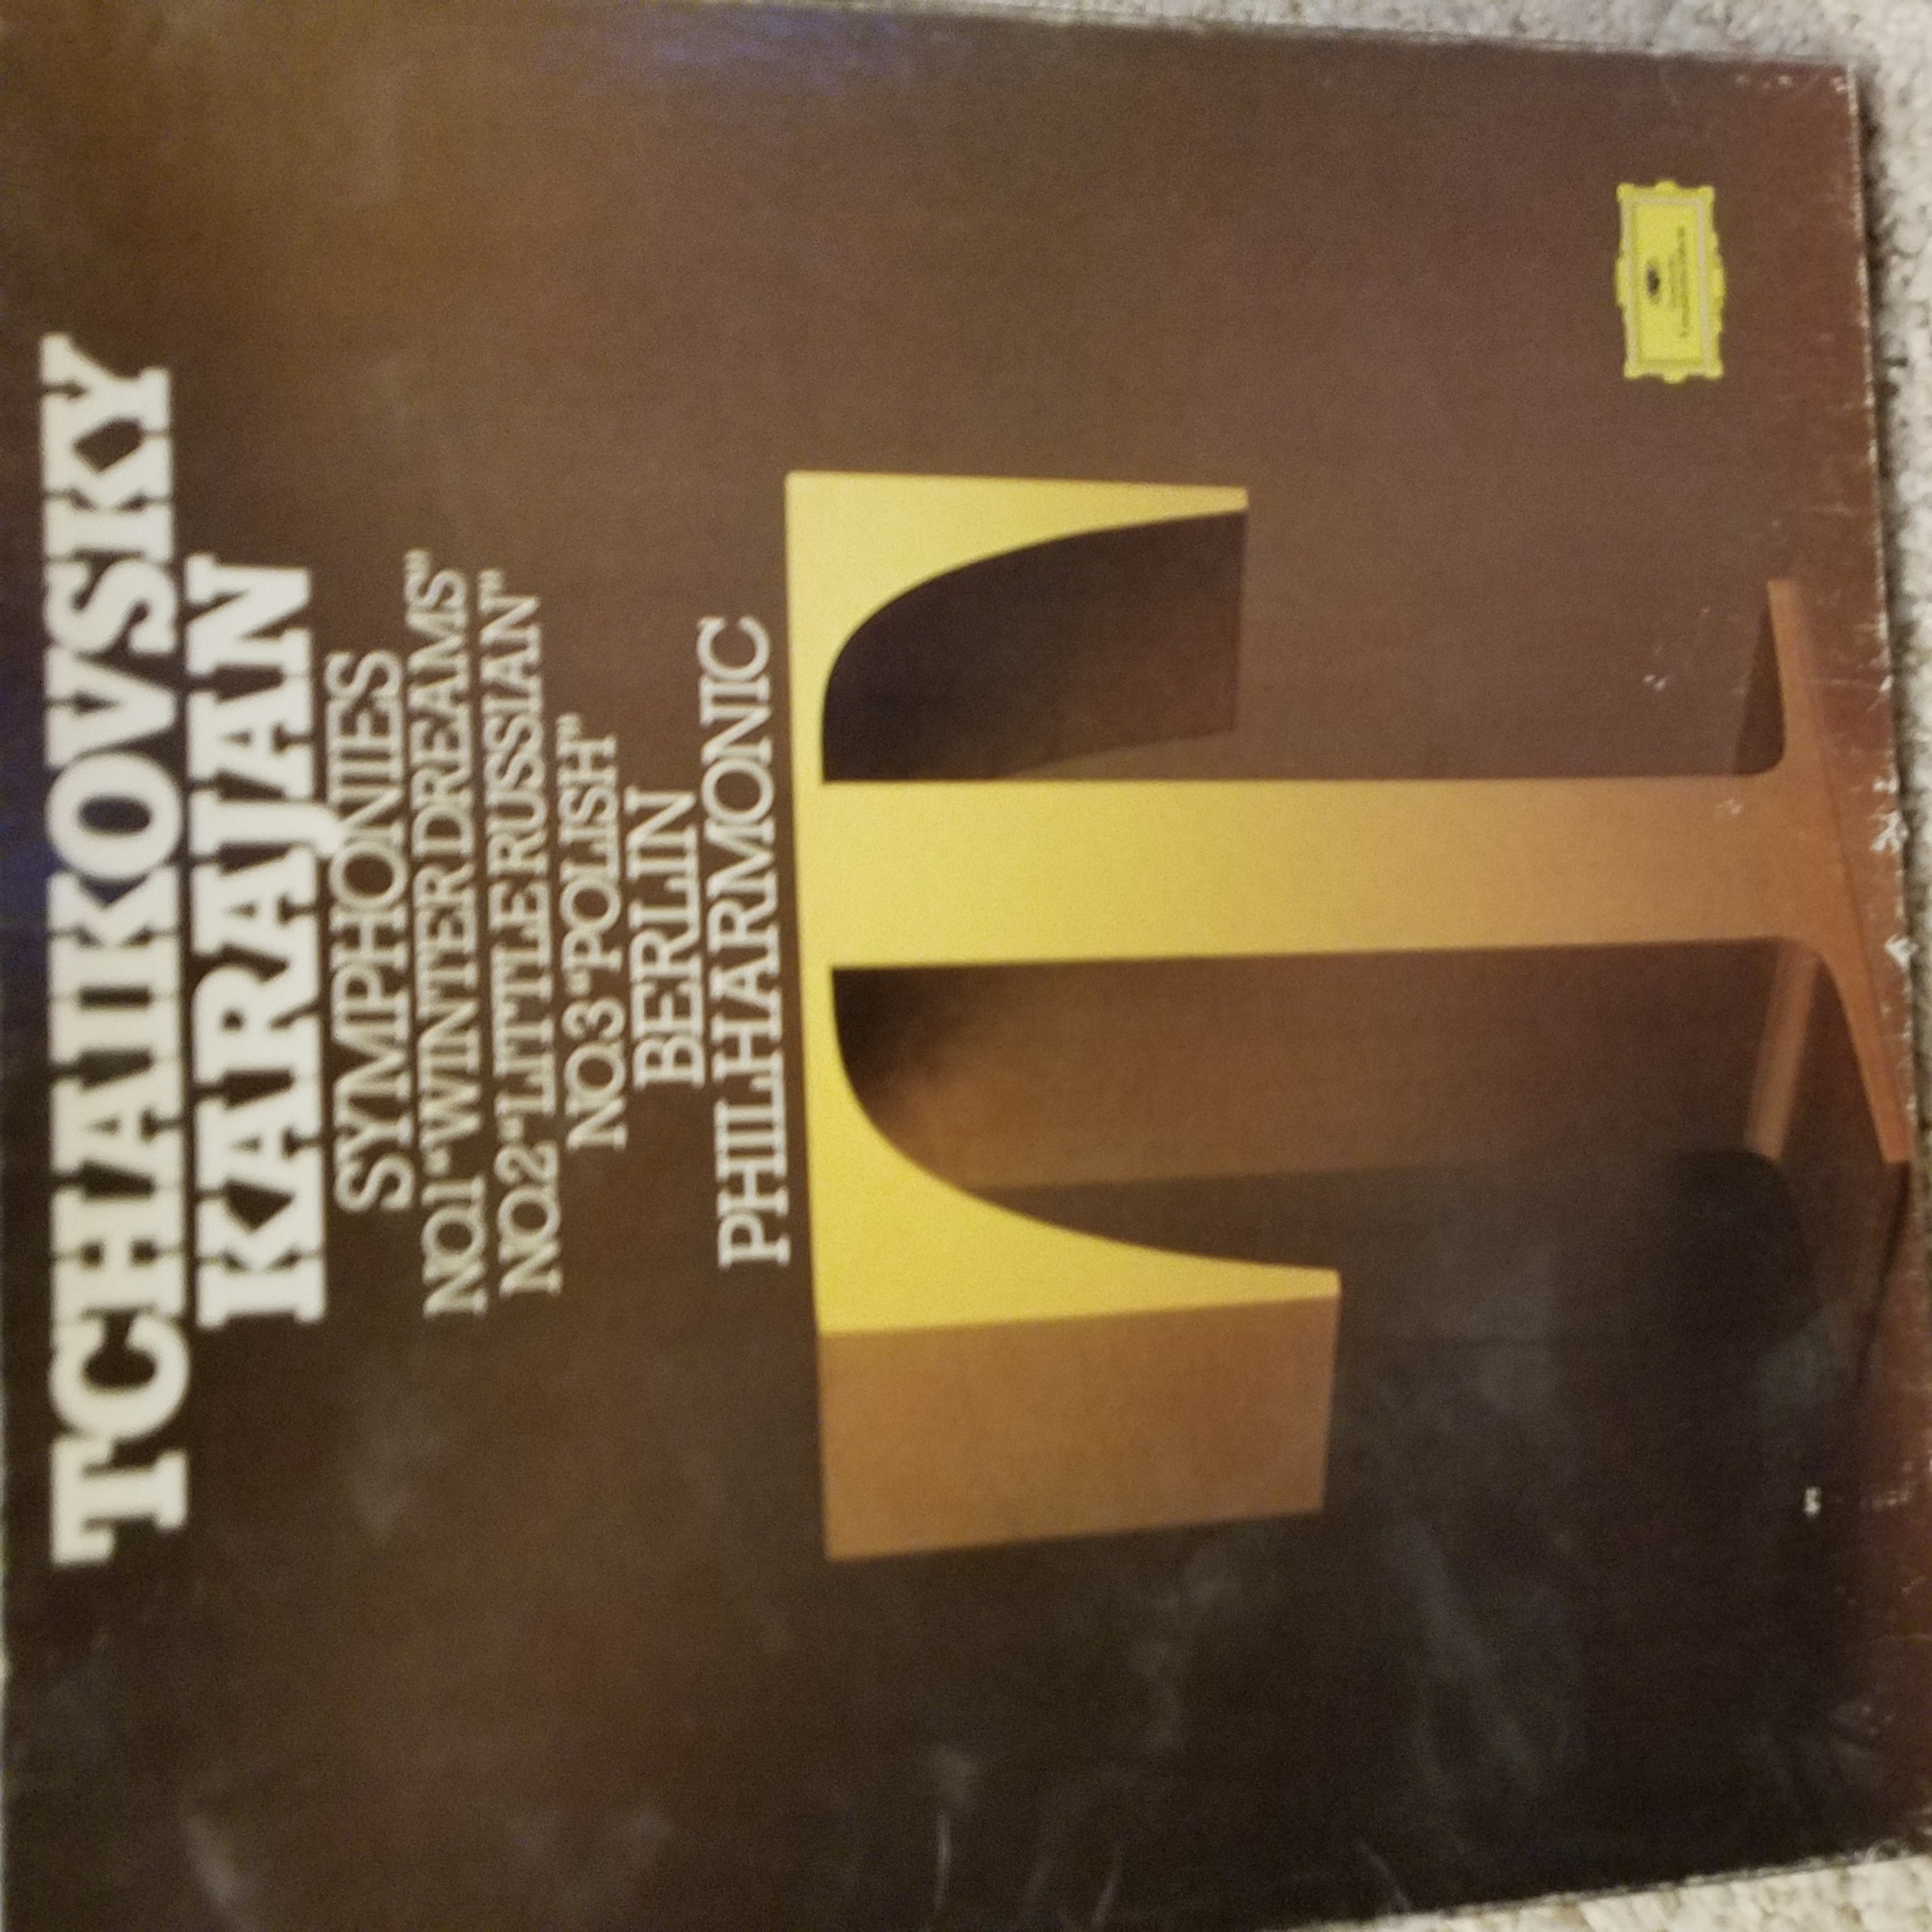 TCHAIKOVSKY
KARAJAN
SYMPHONIES
NO.1 "WINTER DREAMS"
NO.2 "LITTLE RUSSIAN"
NO.3 "POLISH"
BERLIN
PHILHARMONIC
T